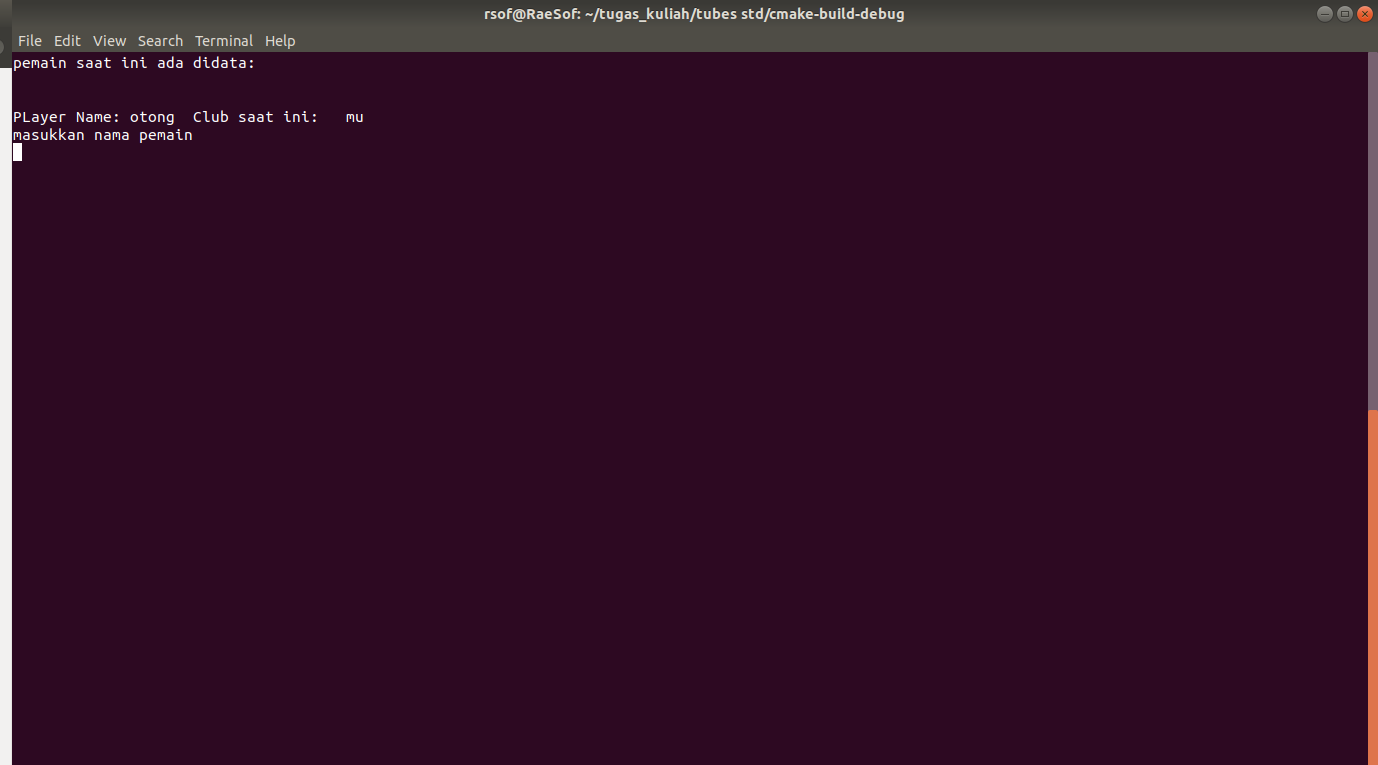 rsof@RaeSof: ~/tugas_kuliah/tubes std/cmake-build-debug
File Edit View Search Terminal Help
pemain saat ini ada didata:
PLayer Name: otong  Club saat ini:   mu
masukkan nama pemain